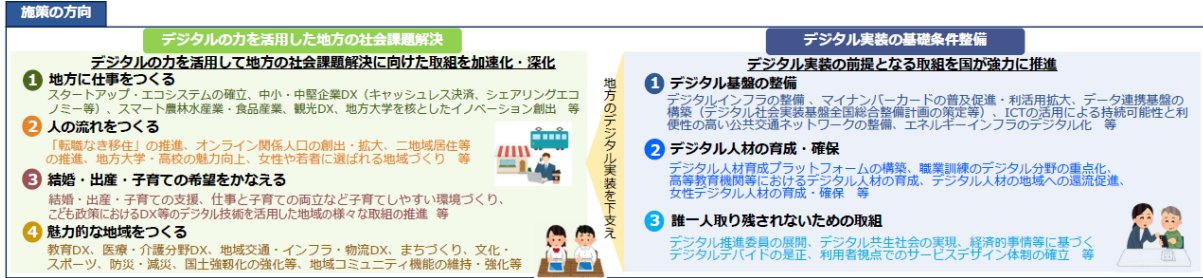 施策の方向
デジタルの力を活用した地方の社会課題解決
デジタルの力を活用して地方の社会課題解決に向けた取組を加速化・深化
1 地方に仕事をつくる
スタートアップ・エコシステムの確立、中小・中堅企業DX（キャッシュレス決済、シェアリングエコ
ノミー等）、スマート農林水産業・食品産業、観光DX、地方大学を核としたイノベーション創出　等
2 人の流れをつくる
「転職なき移住」の推進、オンライン関係人口の創出・拡大、二地域居住等
の推進、地方大学・高校の魅力向上、女性や若者に選ばれる地域づくり　等
3 結婚・出産・子育ての希望をかなえる
結婚・出産・子育ての支援、仕事と子育ての両立など子育てしやすい環境づくり、
こども政策におけるDX等のデジタル技術を活用した地域の様々な取組の推進　等
4 魅力的な地域をつくる
教育DX、医療・介護分野DX、地域交通・インフラ・物流DX、まちづくり、文化・
スポーツ、防災・減災、国土強靱化の強化等、地域コミュニティ機能の維持・強化等
地方のデジタル実装を下支え
デジタル実装の基礎条件整備
デジタル実装の前提となる取組を国が強力に推進
1 デジタル基盤の整備
デジタルインフラの整備 、マイナンバーカードの普及促進・利活用拡大、データ連携基盤の
構築（デジタル社会実装基盤全国総合整備計画の策定等）、ICTの活用による持続可能性と利
便性の高い公共交通ネットワークの整備、エネルギーインフラのデジタル化　等
2 デジタル人材の育成・確保
デジタル人材育成プラットフォームの構築、職業訓練のデジタル分野の重点化、
高等教育機関等におけるデジタル人材の育成、デジタル人材の地域への還流促進、
女性デジタル人材の育成・確保　等
3 誰一人取り残されないための取組
デジタル推進委員の展開、デジタル共生社会の実現、経済的事情等に基づく
デジタルデバイドの是正、利用者視点でのサービスデザイン体制の確立　等